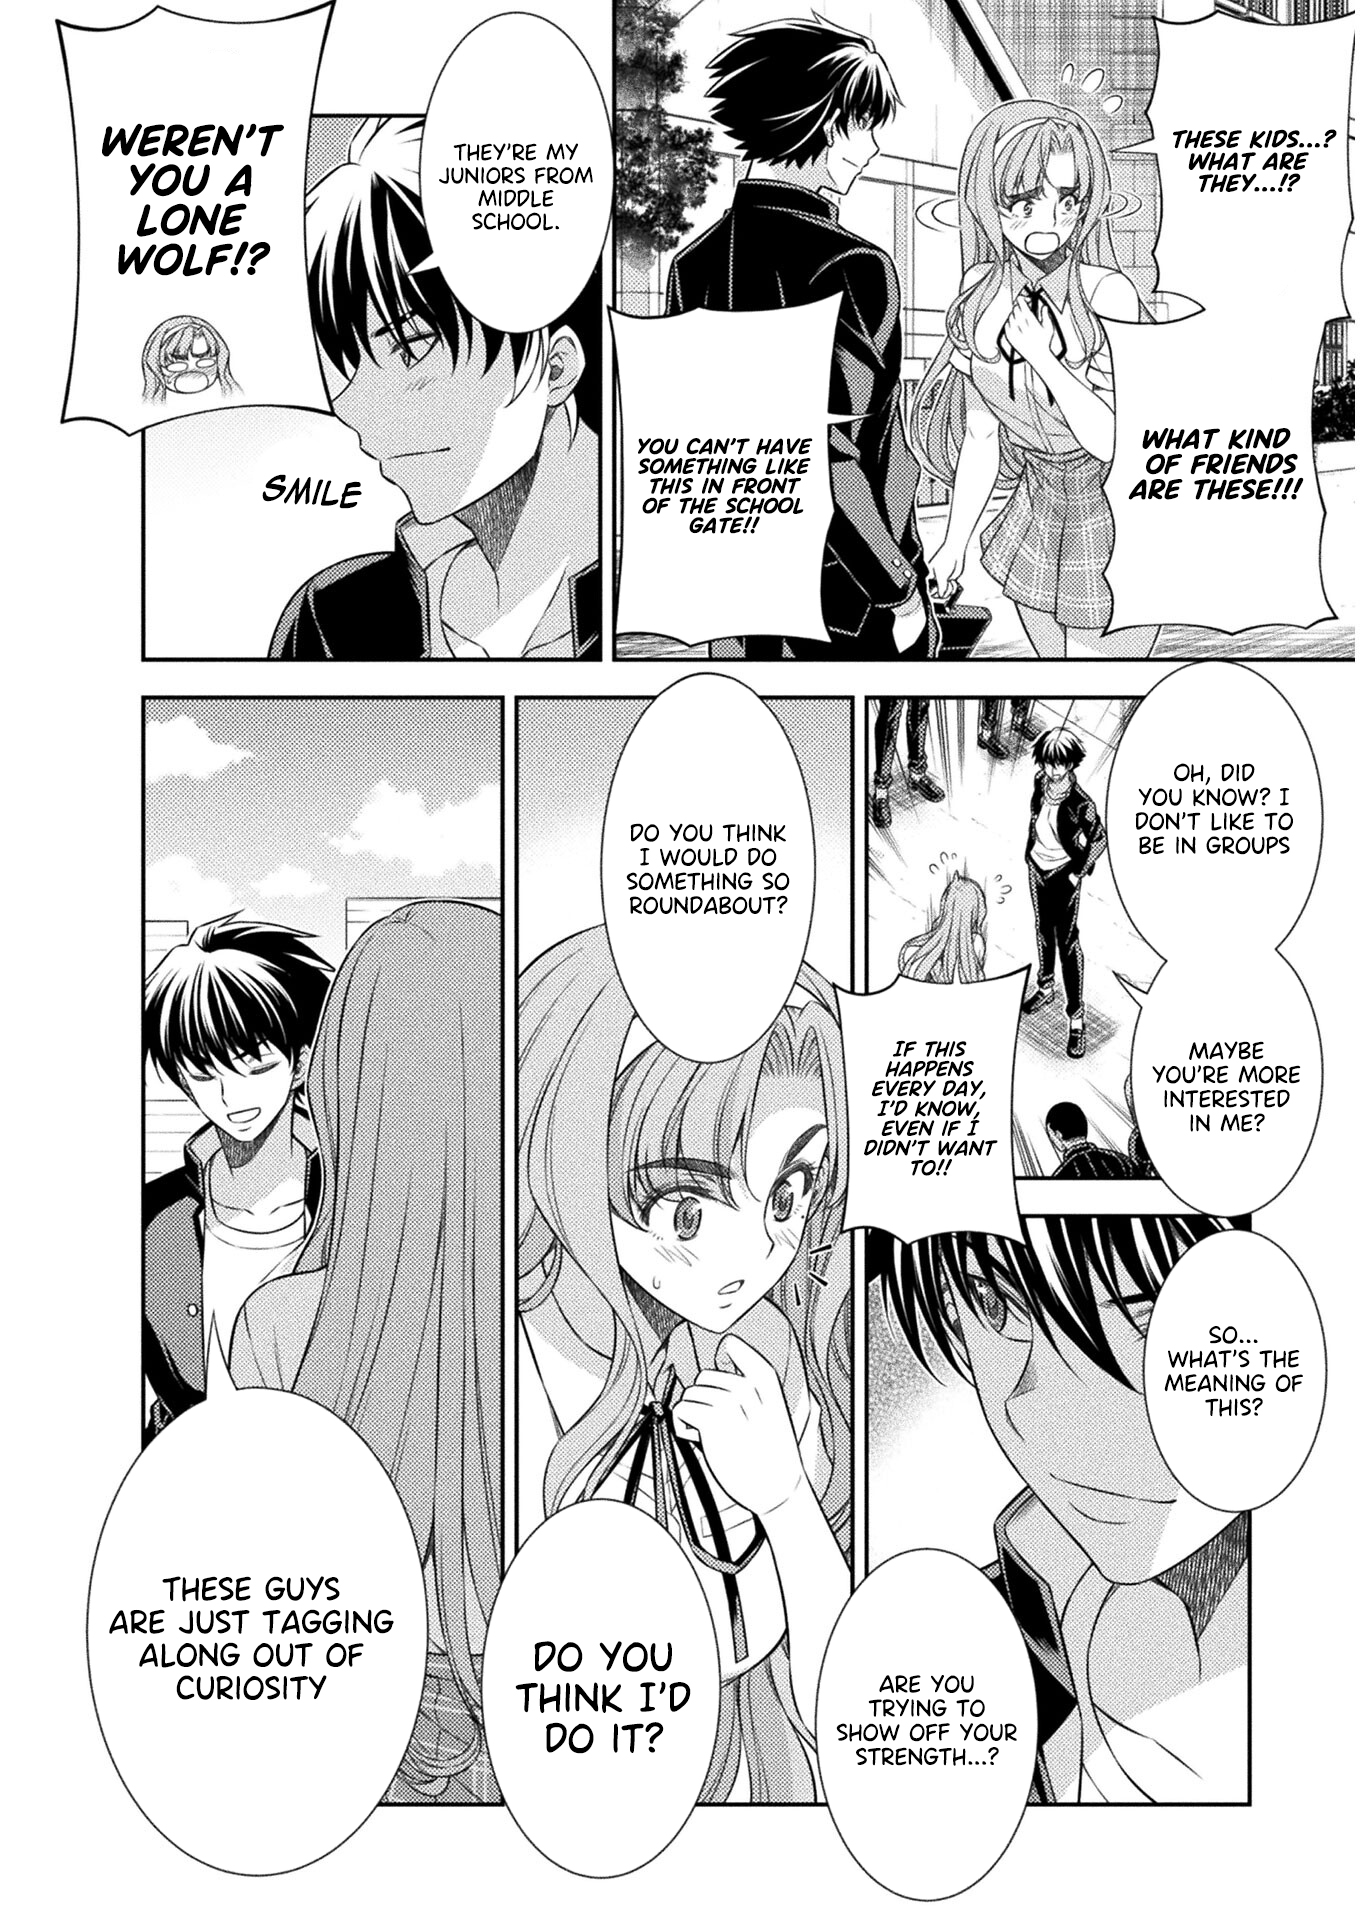 THESE KIDS...?
WHAT ARE
THEY...!?
WHAT KIND
OF FRIENDS
ARE THESE!!!
YOU CAN'T HAVE
SOMETHING LIKE
THIS IN FRONT
OF THE SCHOOL
GATE!!
THEY'RE MY
JUNIORS FROM
MIDDLE
SCHOOL.
WEREN'T
YOU A
LONE
WOLF!?
SMILE
OH, DID
YOU KNOW? I
DON'T LIKE TO
BE IN GROUPS
MAYBE
YOU'RE MORE
INTERESTED
IN ME?
IF THIS
HAPPENS
EVERY DAY,
I'D KNOW,
EVEN IF I
DIDN'T WANT
TO!!
SO...
WHAT'S THE
MEANING OF
THIS?
ARE YOU
TRYING TO
SHOW OFF YOUR
STRENGTH...?
DO YOU THINK
I WOULD DO
SOMETHING SO
ROUNDABOUT?
DO YOU
THINK I'D
DO IT?
THESE GUYS
ARE JUST TAGGING
ALONG OUT OF
CURIOSITY